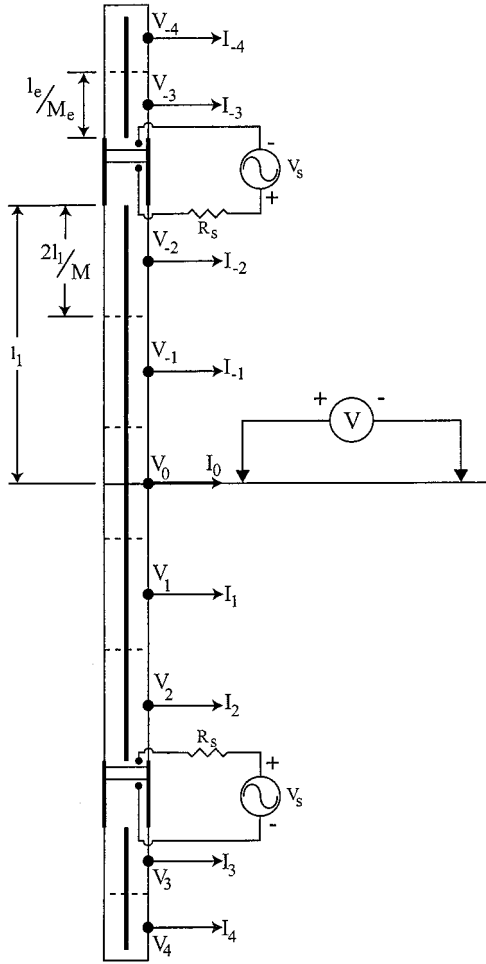 V-4
I-4
le/Me
V-3
I-3
-
Vs
+
Rs
V-2
I-2
2l1/M
l1
V-1
I-1
+ V -
V0
I0
V1
I1
V2
I2
Rs
+
Vs
-
I3
V3
I4
V4